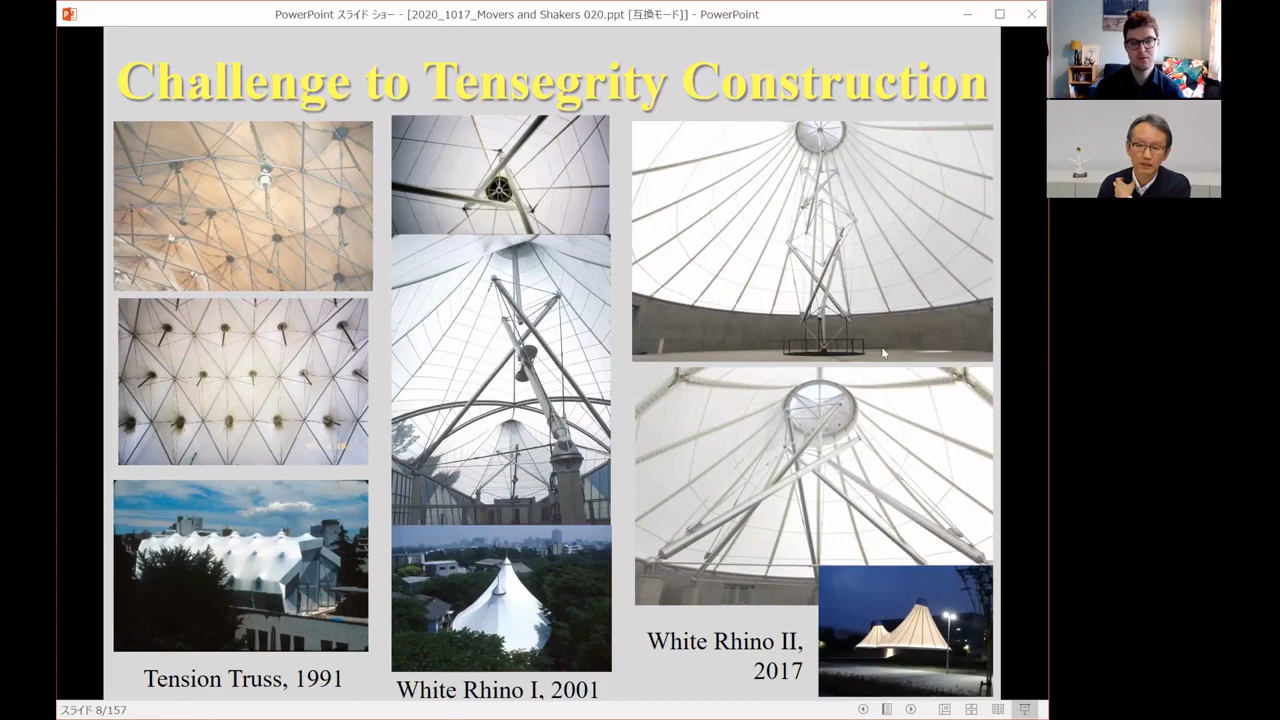 PowerPoint スライド ショー - [2020_1017_Movers and Shakers 020.ppt [互換モード]] - PowerPoint
Challenge to Tensegrity Construction
Tension Truss, 1991
White Rhino I, 2001
White Rhino II,
2017
スライド 8/157